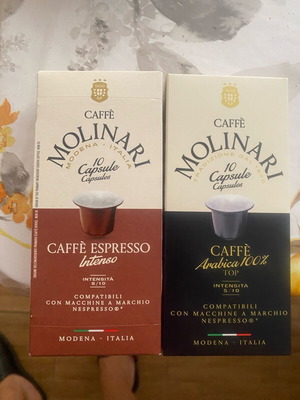 CAFFÈ
MOLINARI
MODENA - ITALIA
10
Capsule
Capsules
CAFFÈ ESPRESSO
Intenso
INTENSITÀ
8/10
COMPATIBILI
CON MACCHINE A MARCHIO
NESPRESSO®*
MODENA - ITALIA
CAFFÈ
MOLINARI
10
Capsule
Capsules
CAFFÈ
Arabica 100%
TOP
INTENSITÀ
5/10
COMPATIBILI
CON MACCHINE A MARCHIO
NESPRESSO®*
MODENA - ITALIA